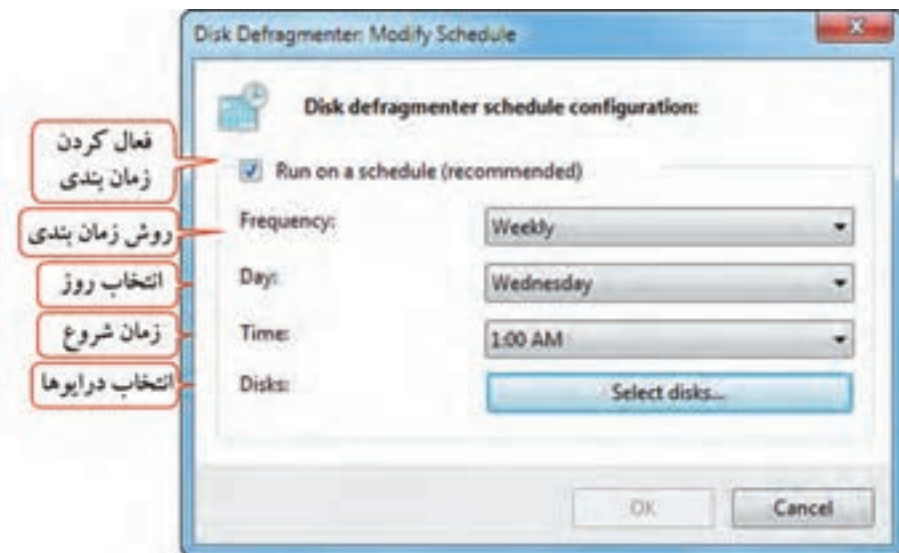 Disk Defragmenter: Modify Schedule
Disk defragmenter schedule configuration:
فعال کردن
زمان بندی
Run on a schedule (recommended)
روش زمان بندی
Frequency:
Weekly
انتخاب روز
Day:
Wednesday
زمان شروع
Time:
1:00 AM
انتخاب درایوها
Disks:
Select disks...
OK
Cancel